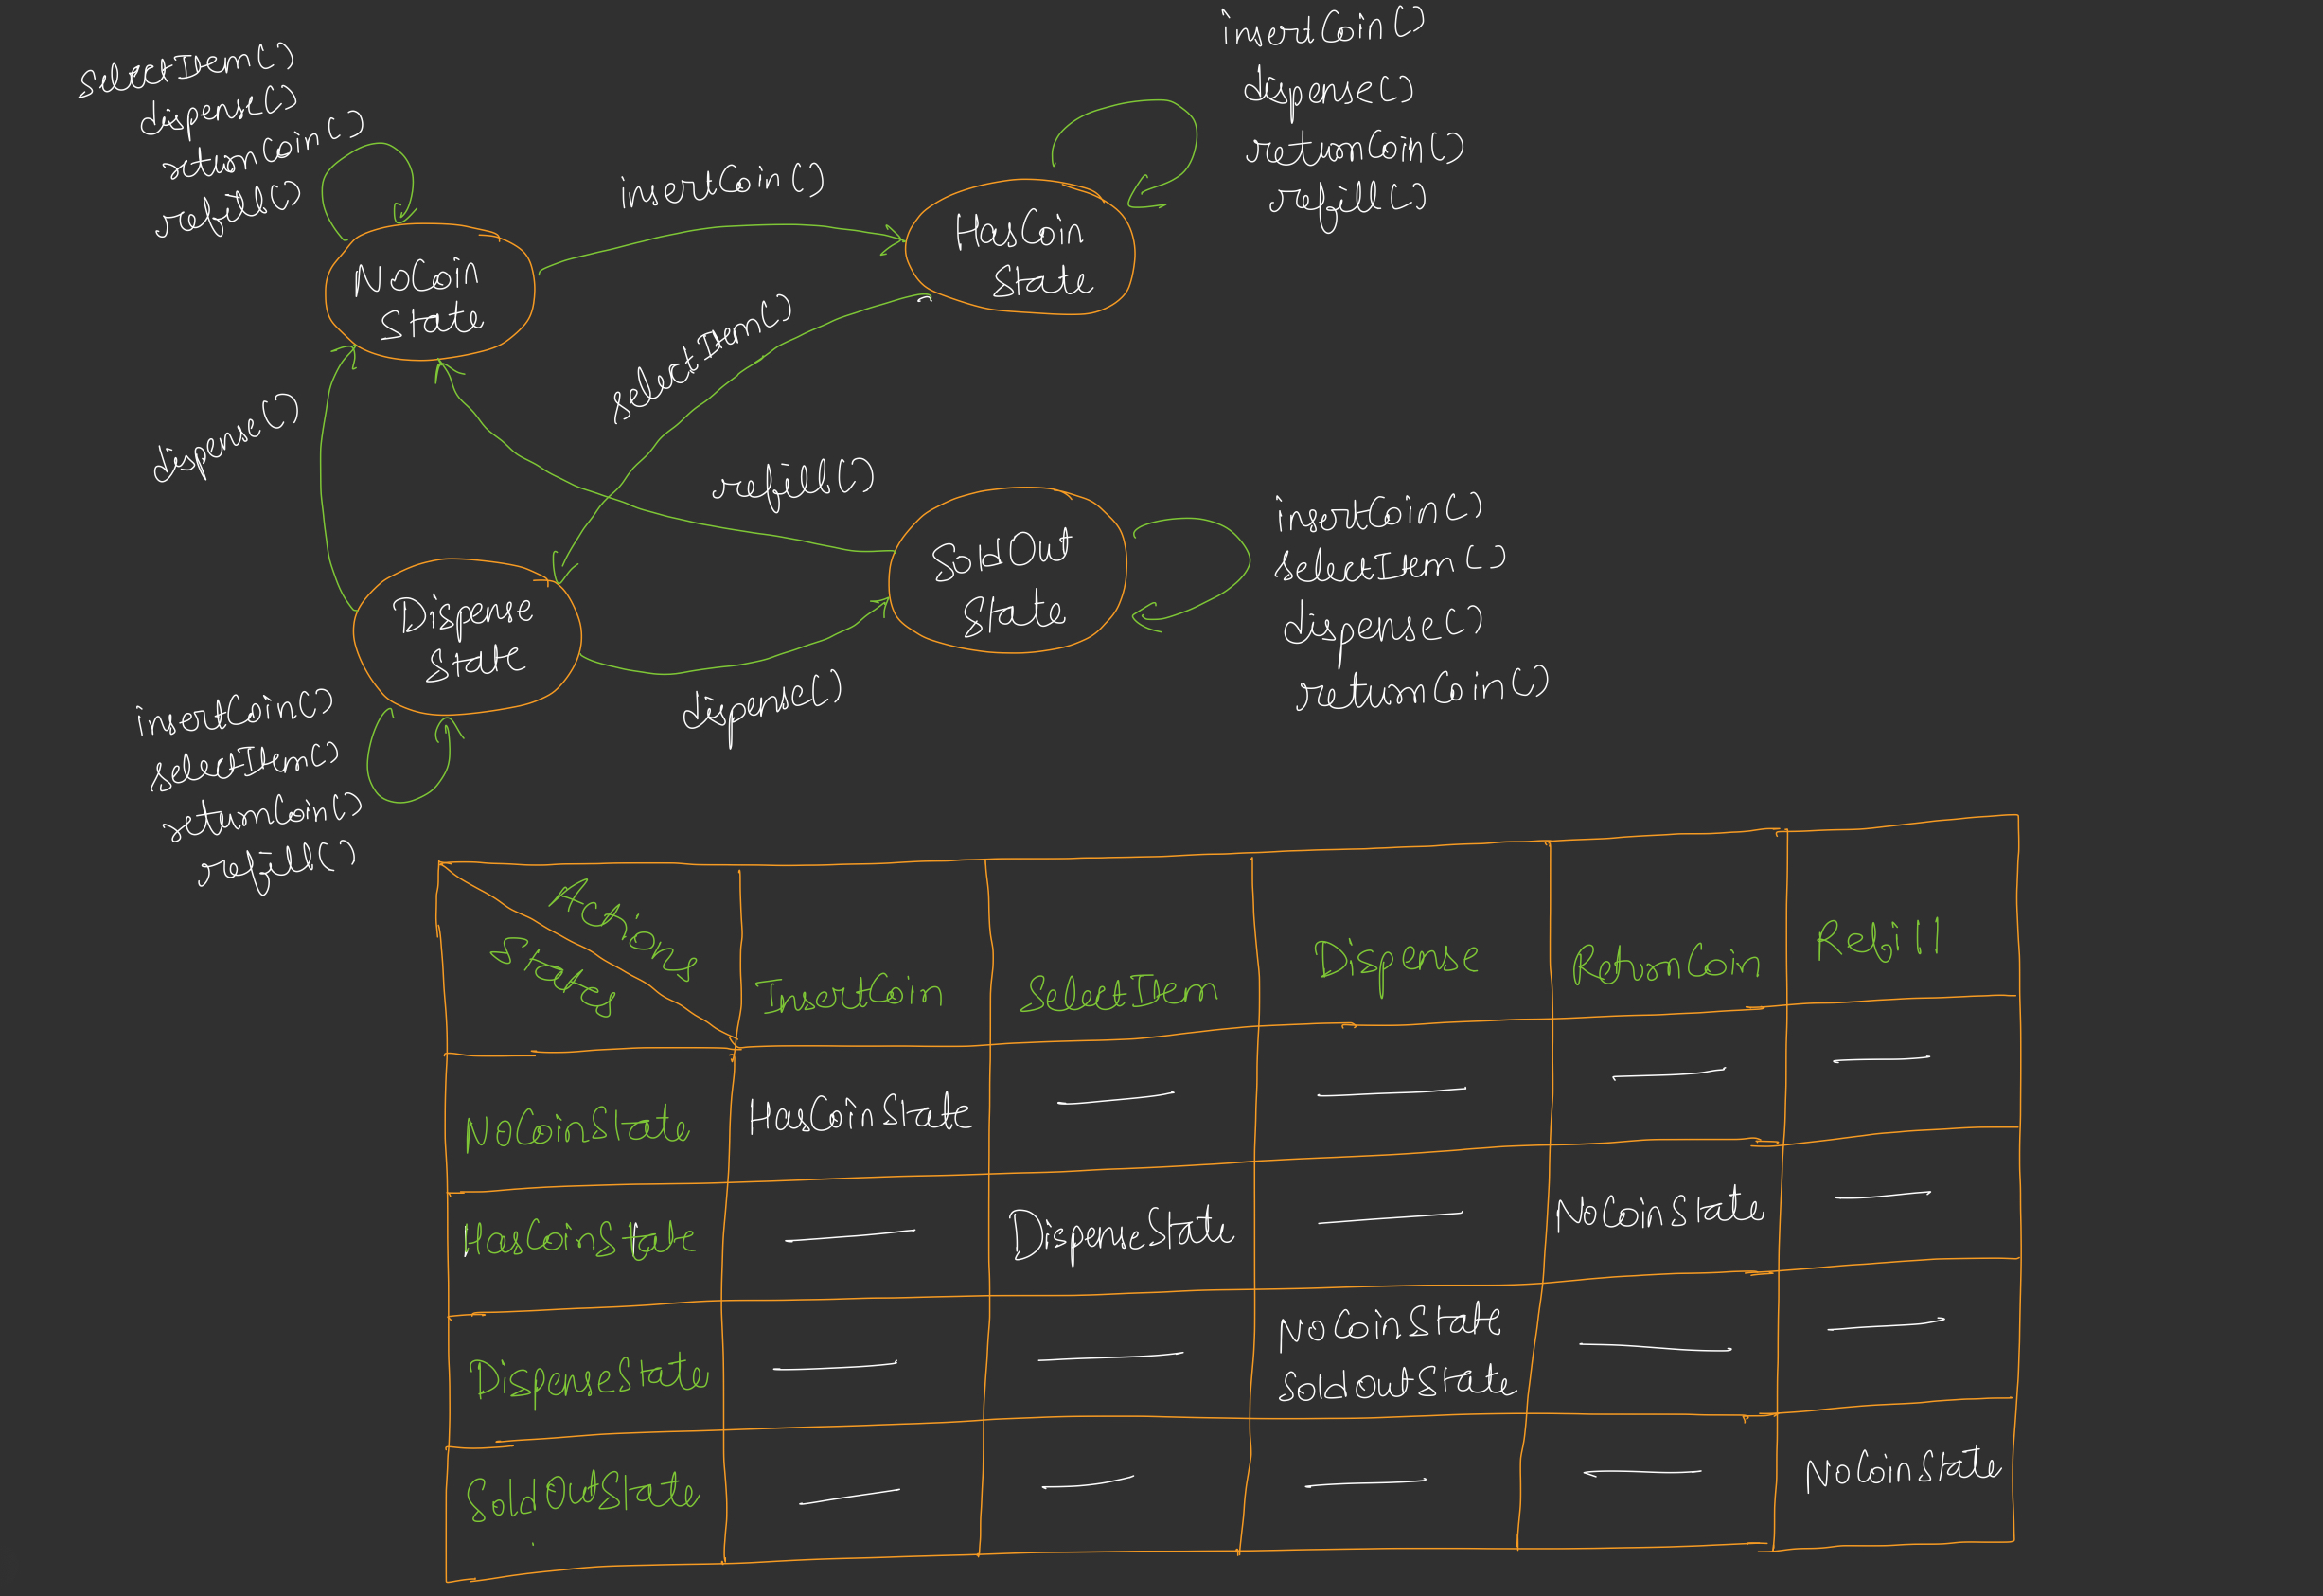 selectItem()
dispense()
returnCoin()
refill()
insertCoin()
insertCoin()
dispense()
returnCoin()
refill()
NoCoin
State
HasCoin
State
selectItem()
dispense()
refill()
SoldOut
State
insertCoin()
selectItem()
dispense()
returnCoin()
Dispense
State
dispense()
insertCoin()
selectItem()
returnCoin()
refill()
Actions
States
InsertCoin
SelectItem
Dispense
ReturnCoin
Refill
NoCoinState
HasCoinState
HasCoinState
DispenseState
NoCoinState
DispenseState
NoCoinState
SoldOutState
SoldOutState
NoCoinState